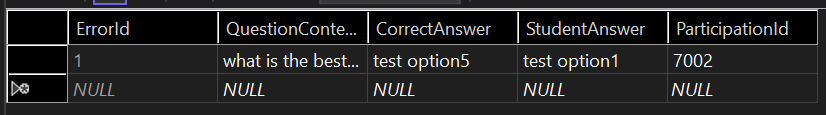 ErrorId QuestionConte... CorrectAnswer StudentAnswer ParticipationId
1 what is the best... test option5 test option1 7002
NULL NULL NULL NULL NULL